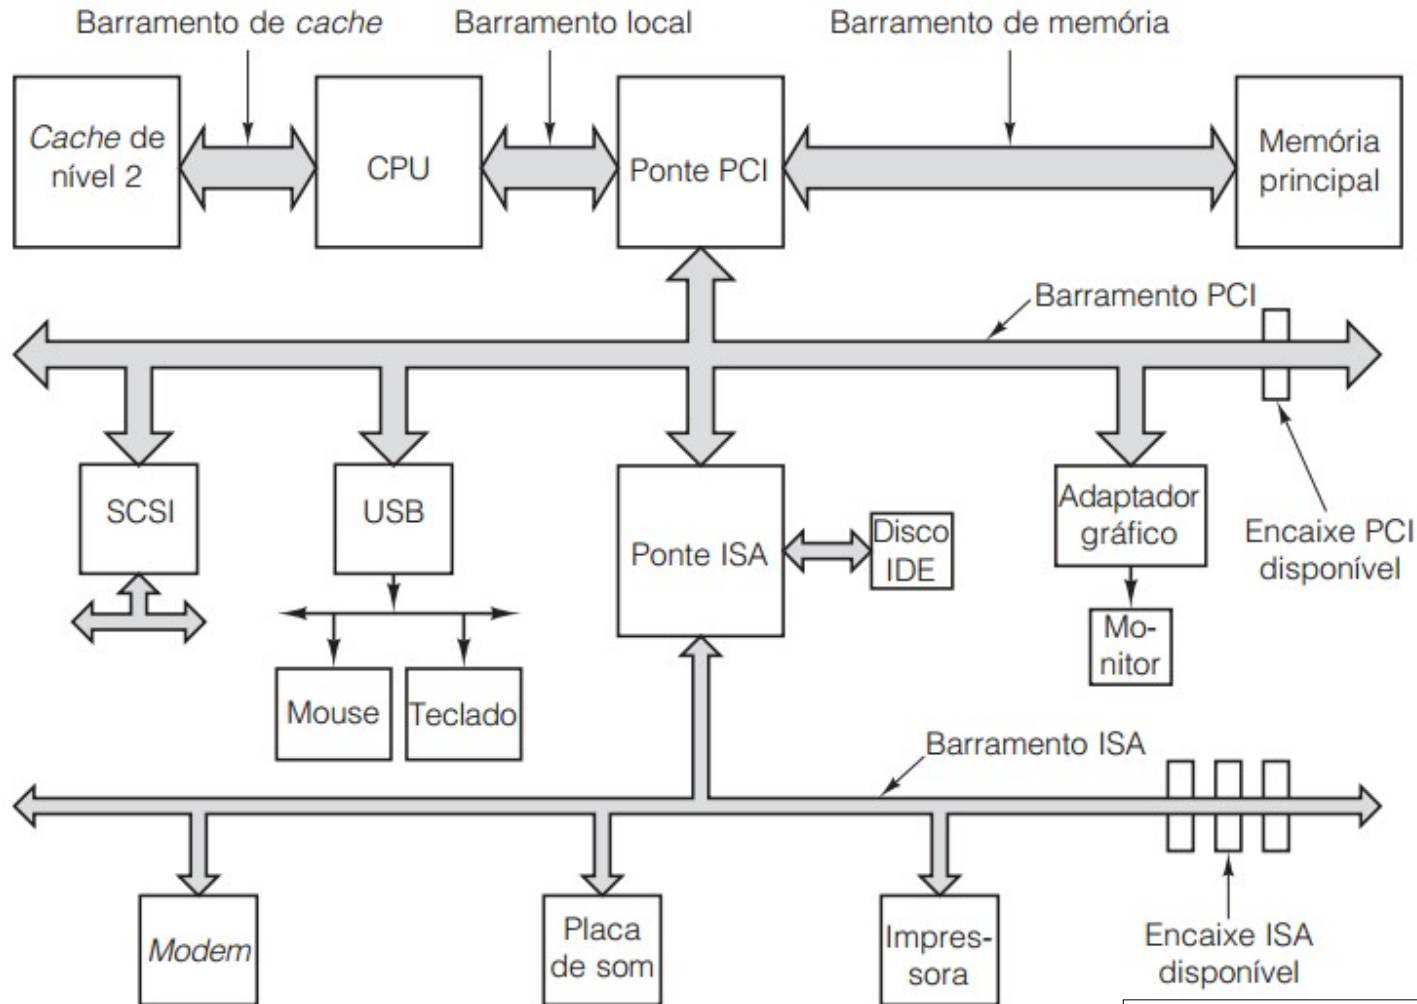 Barramento de cache
Barramento local
Barramento de memória
Cache de
nível 2
CPU
Ponte PCI
Memória
principal
Barramento PCI
SCSI
USB
Ponte ISA
Disco
IDE
Adaptador
gráfico
Encaixe PCI
disponível
Mo-
nitor
Mouse
Teclado
Barramento ISA
Modem
Placa
de som
Impres-
sora
Encaixe ISA
disponível